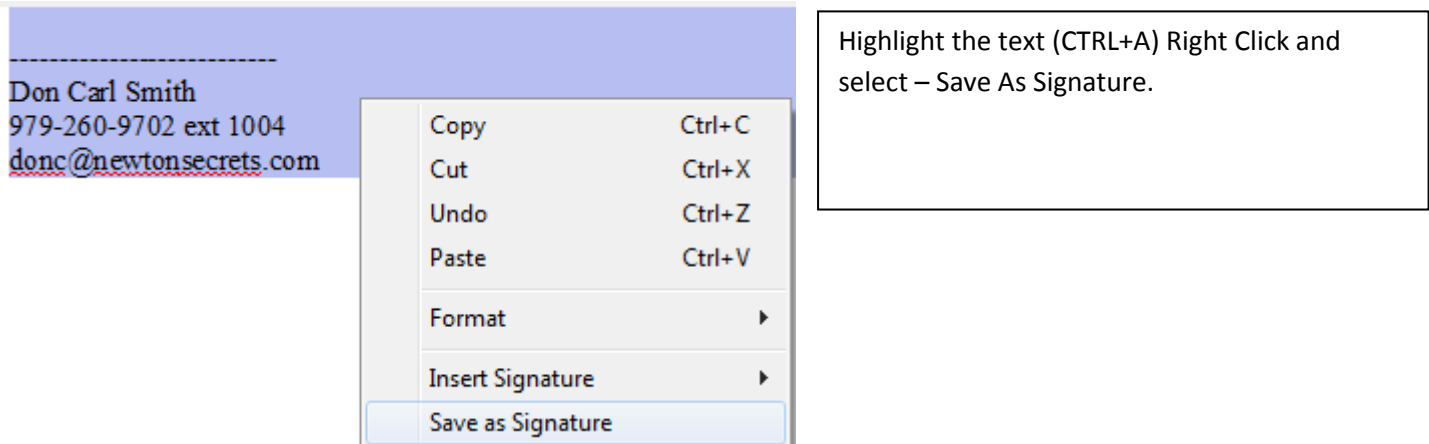 ---------------------------
Don Carl Smith
979-260-9702 ext 1004
donc@newtonsecrets.com
Copy Ctrl+C
Cut Ctrl+X
Undo Ctrl+Z
Paste Ctrl+V
Format
Insert Signature
Save as Signature
Highlight the text (CTRL+A) Right Click and
select – Save As Signature.